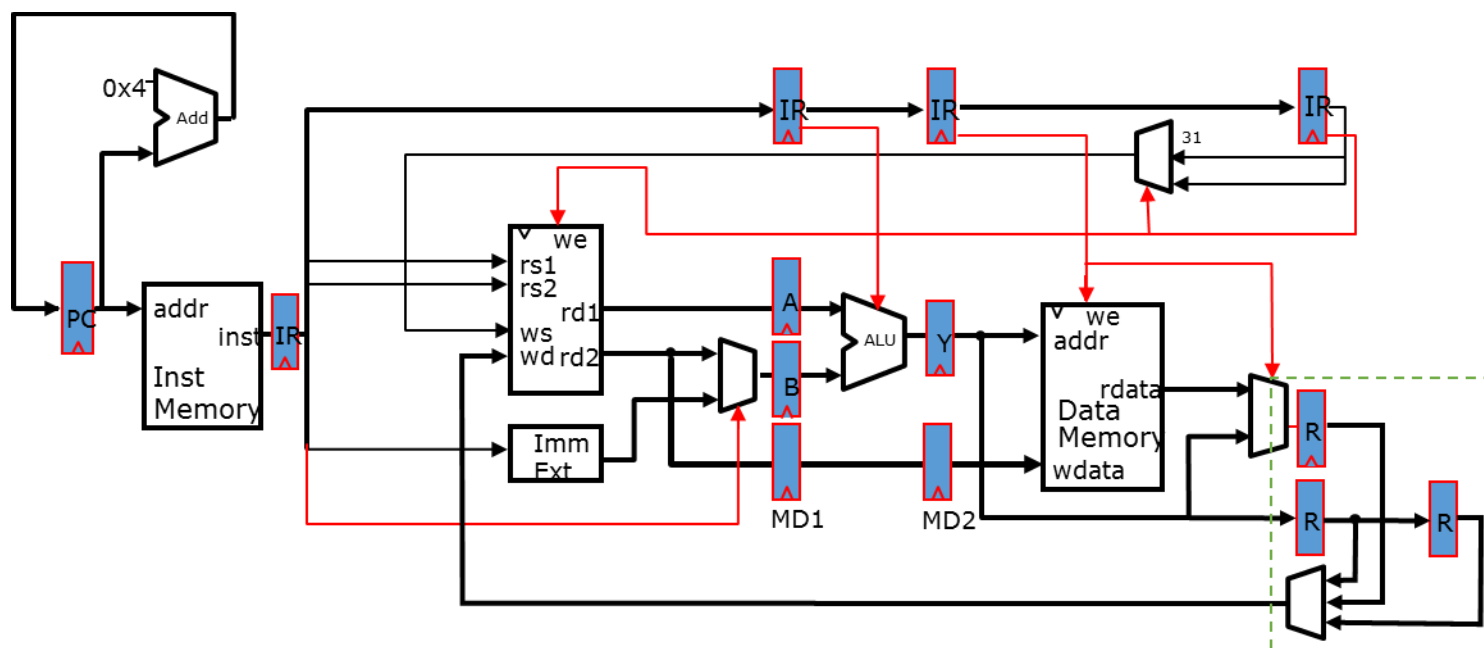 0x4
Add
IR
IR
IR
31
we
rs1
rs2
rd1
ws
wd
rd2
PC
addr
inst
IR
Inst
Memory
A
B
ALU
Y
we
addr
rdata
Data
Memory
wdata
Imm
Ext
MD1
MD2
R
R
R